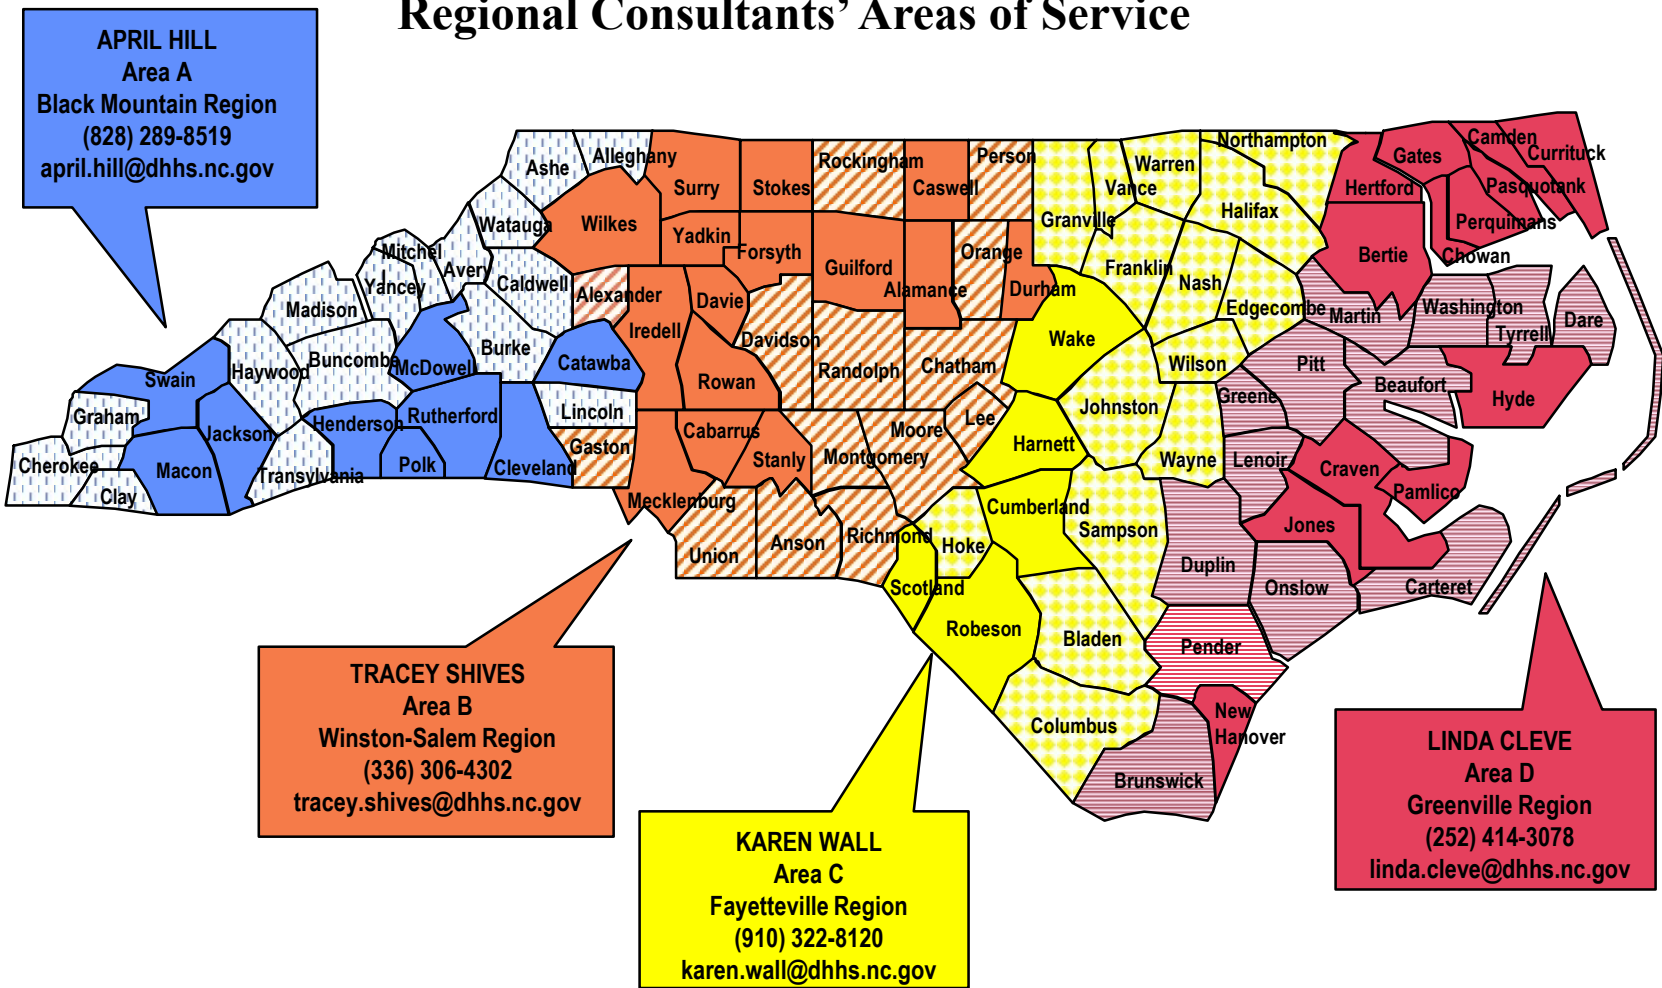 Regional Consultants’ Areas of Service
APRIL HILL
Area A
Black Mountain Region
(828) 289-8519
april.hill@dhhs.nc.gov
Ashe
Alleghany
Surry
Stokes
Rockingham
Caswell
Person
Granville
Vance
Warren
Northampton
Hertford
Gates
Camden
Currituck
Pasquotank
Perquimans
Chowan
Watauga
Wilkes
Yadkin
Forsyth
Guilford
Alamance
Orange
Durham
Franklin
Halifax
Nash
Edgecombe
Bertie
Martin
Washington
Tyrrell
Dare
Mitchel
Yancey
Avery
Caldwell
Alexander
Iredell
Davie
Davidson
Randolph
Chatham
Wake
Wilson
Pitt
Beaufort
Hyde
Madison
Buncombe
McDowell
Burke
Catawba
Rowan
Swain
Haywood
Graham
Jackson
Henderson
Rutherford
Lincoln
Gaston
Cabarrus
Stanly
Montgomery
Moore
Lee
Harnett
Johnston
Wayne
Greene
Lenoir
Craven
Pamlico
Jones
Cherokee
Clay
Macon
Transylvania
Polk
Cleveland
Mecklenburg
Union
Anson
Richmond
Hoke
Scotland
Cumberland
Sampson
Duplin
Onslow
Carteret
Robeson
Bladen
Pender
Columbus
New
Hanover
Brunswick
TRACEY SHIVES
Area B
Winston-Salem Region
(336) 306-4302
tracey.shives@dhhs.nc.gov
KAREN WALL
Area C
Fayetteville Region
(910) 322-8120
karen.wall@dhhs.nc.gov
LINDA CLEVE
Area D
Greenville Region
(252) 414-3078
linda.cleve@dhhs.nc.gov